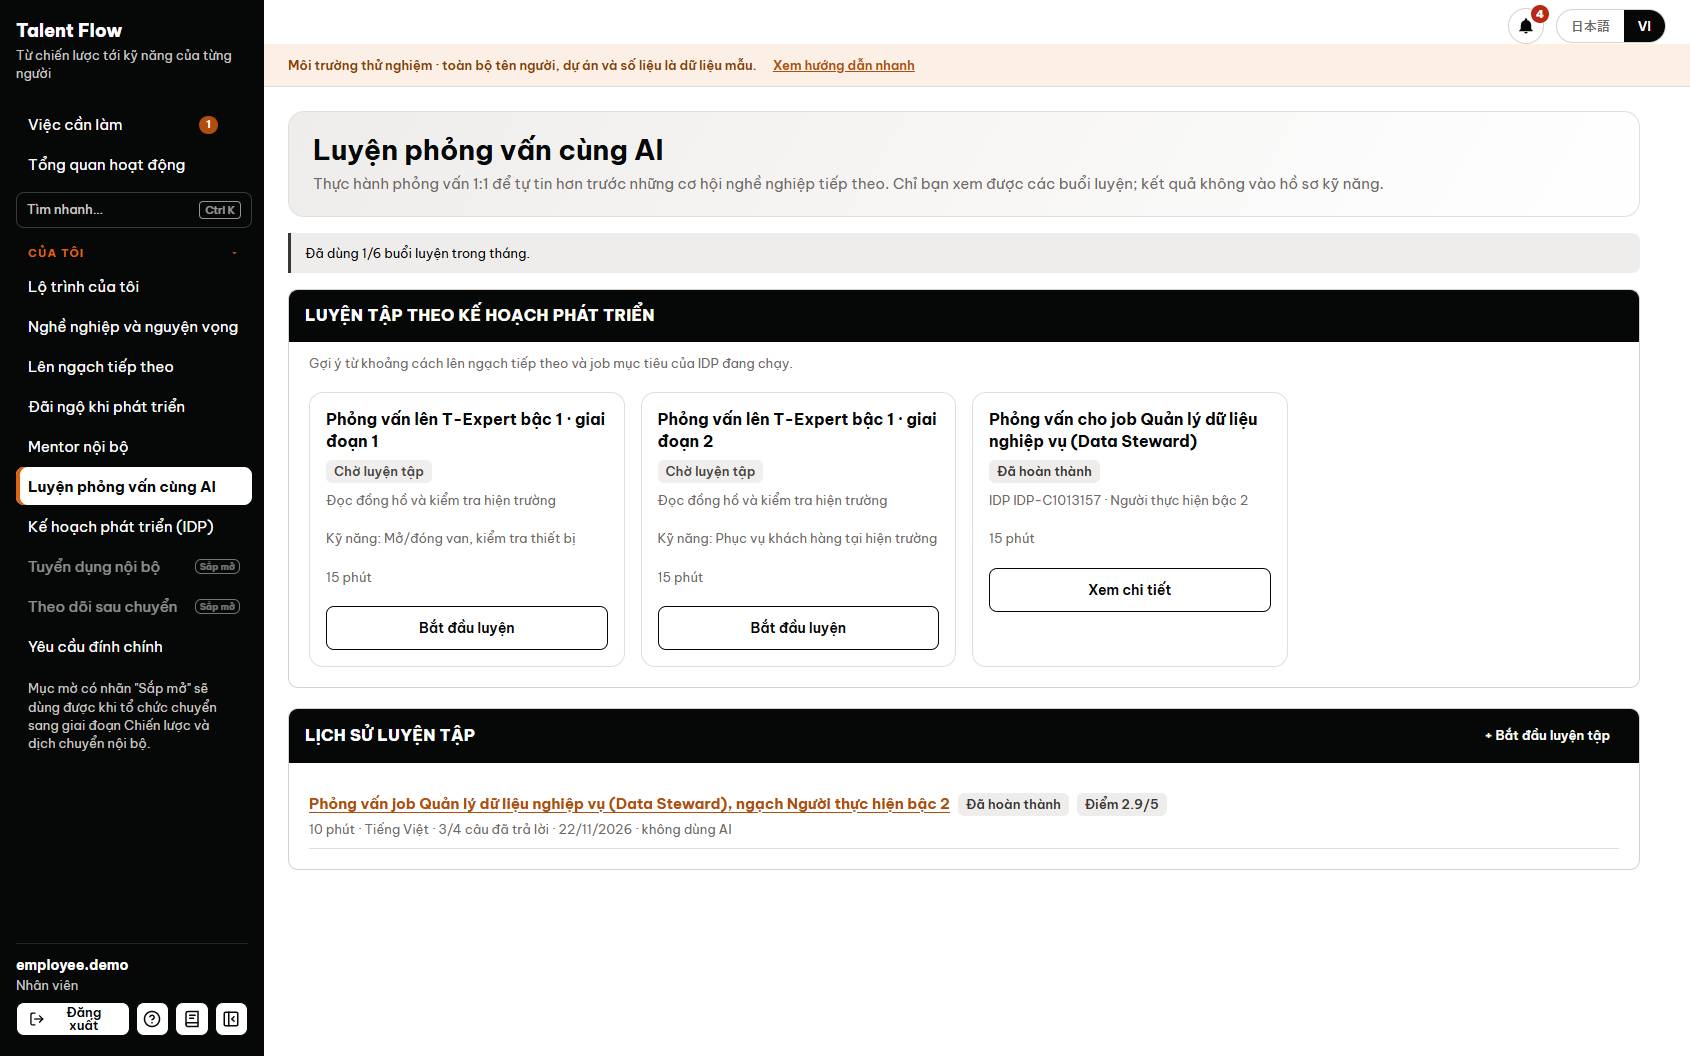 Talent Flow
Từ chiến lược tới kỹ năng của từng
người
Việc cần làm 1
Tổng quan hoạt động
Tìm nhanh... Ctrl K
CỦA TÔI
Lộ trình của tôi
Nghề nghiệp và nguyện vọng
Lên ngạch tiếp theo
Đãi ngộ khi phát triển
Mentor nội bộ
Luyện phỏng vấn cùng AI
Kế hoạch phát triển (IDP)
Tuyển dụng nội bộ Sắp mở
Theo dõi sau chuyển Sắp mở
Yêu cầu đính chính
Mục mờ có nhãn "Sắp mở" sẽ
dùng được khi tổ chức chuyển
sang giai đoạn Chiến lược và
dịch chuyển nội bộ.
employee.demo
Nhân viên
Đăng
xuất
4
日本語 VI
Môi trường thử nghiệm · toàn bộ tên người, dự án và số liệu là dữ liệu mẫu. Xem hướng dẫn nhanh
Luyện phỏng vấn cùng AI
Thực hành phỏng vấn 1:1 để tự tin hơn trước những cơ hội nghề nghiệp tiếp theo. Chỉ bạn xem được các buổi luyện; kết quả không vào hồ sơ kỹ năng.
Đã dùng 1/6 buổi luyện trong tháng.
LUYỆN TẬP THEO KẾ HOẠCH PHÁT TRIỂN
Gợi ý từ khoảng cách lên ngạch tiếp theo và job mục tiêu của IDP đang chạy.
Phỏng vấn lên T-Expert bậc 1 · giai
đoạn 1
Chờ luyện tập
Đọc đồng hồ và kiểm tra hiện trường
Kỹ năng: Mở/đóng van, kiểm tra thiết bị
15 phút
Bắt đầu luyện
Phỏng vấn lên T-Expert bậc 1 · giai
đoạn 2
Chờ luyện tập
Đọc đồng hồ và kiểm tra hiện trường
Kỹ năng: Phục vụ khách hàng tại hiện trường
15 phút
Bắt đầu luyện
Phỏng vấn cho job Quản lý dữ liệu
nghiệp vụ (Data Steward)
Đã hoàn thành
IDP IDP-C1013157 · Người thực hiện bậc 2
15 phút
Xem chi tiết
LỊCH SỬ LUYỆN TẬP
+ Bắt đầu luyện tập
Phỏng vấn job Quản lý dữ liệu nghiệp vụ (Data Steward), ngạch Người thực hiện bậc 2 Đã hoàn thành Điểm 2.9/5
10 phút · Tiếng Việt · 3/4 câu đã trả lời · 22/11/2026 · không dùng AI